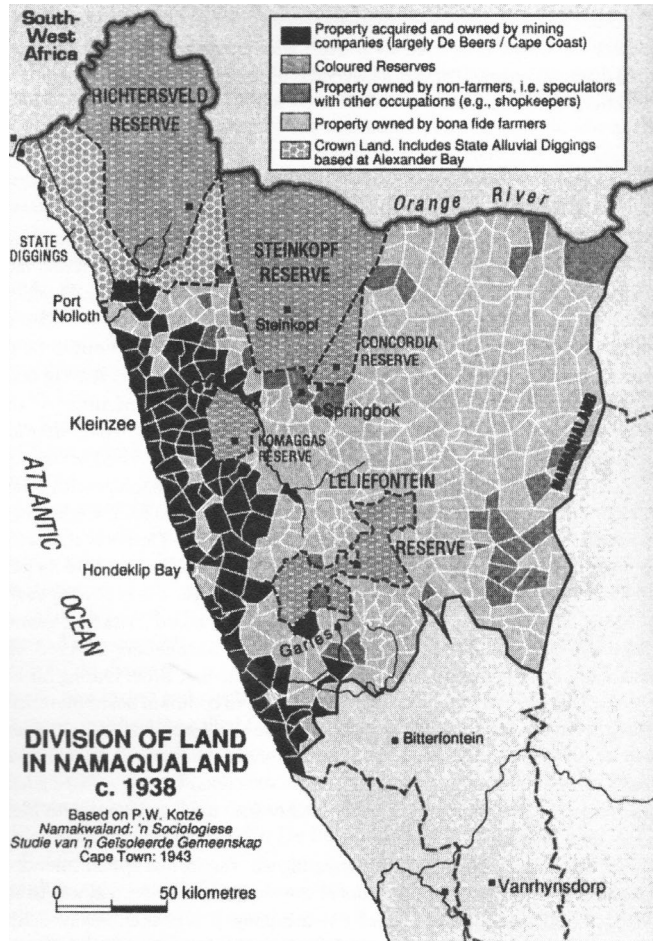 South-
West
Africa
Property acquired and owned by mining
companies (largely De Beers / Cape Coast)
Coloured Reserves
Property owned by non-farmers, i.e. speculators
with other occupations (e.g., shopkeepers)
Property owned by bona fide farmers
Crown Land. Includes State Alluvial Diggings
based at Alexander Bay
RICHTERSVELD
RESERVE
Orange River
STATE
DIGGINGS
STEINKOPF
RESERVE
Port
Nolloth
Steinkopf
CONCORDIA
RESERVE
Springbok
Kleinzee
KOMAGGAS
RESERVE
NAMAQUALAND
LELIEFONTEIN
RESERVE
ATLANTIC
OCEAN
Hondeklip Bay
Garies
DIVISION OF LAND
IN NAMAQUALAND
c. 1938
Bitterfontein
Based on P.W. Kotzé
Namakwaland: 'n Sociologiese
Studie van 'n Geïsoleerde Gemeenskap
Cape Town: 1943
0 50 kilometres
Vanrhynsdorp